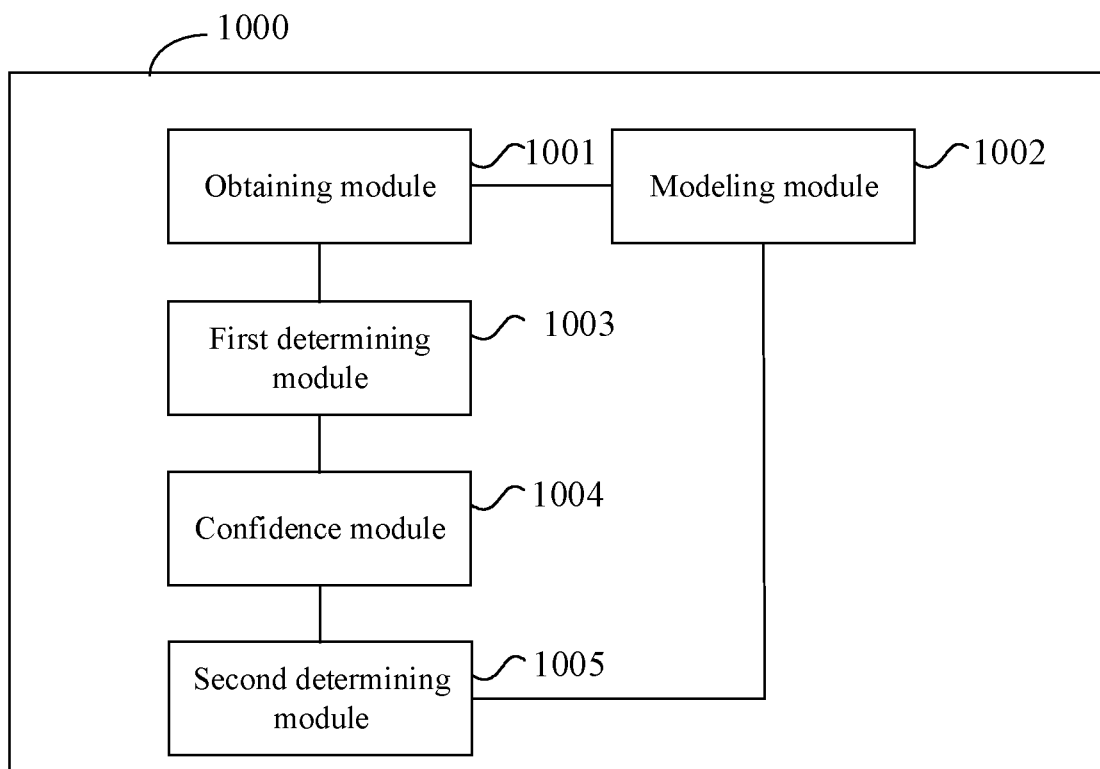 1000
Obtaining module
1001
Modeling module
1002
First determining
module
1003
Confidence module
1004
Second determining
module
1005